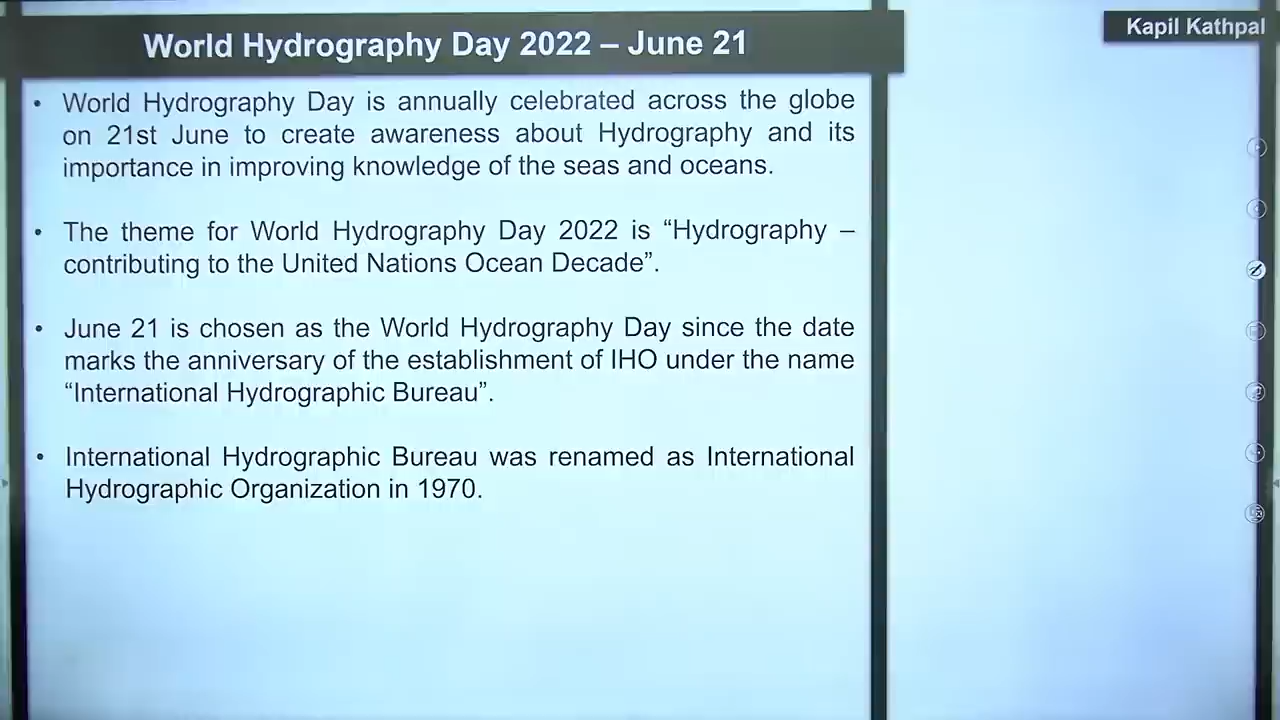 World Hydrography Day 2022 – June 21
Kapil Kathpal
• World Hydrography Day is annually celebrated across the globe
on 21st June to create awareness about Hydrography and its
importance in improving knowledge of the seas and oceans.
• The theme for World Hydrography Day 2022 is “Hydrography –
contributing to the United Nations Ocean Decade”.
• June 21 is chosen as the World Hydrography Day since the date
marks the anniversary of the establishment of IHO under the name
“International Hydrographic Bureau”.
• International Hydrographic Bureau was renamed as International
Hydrographic Organization in 1970.